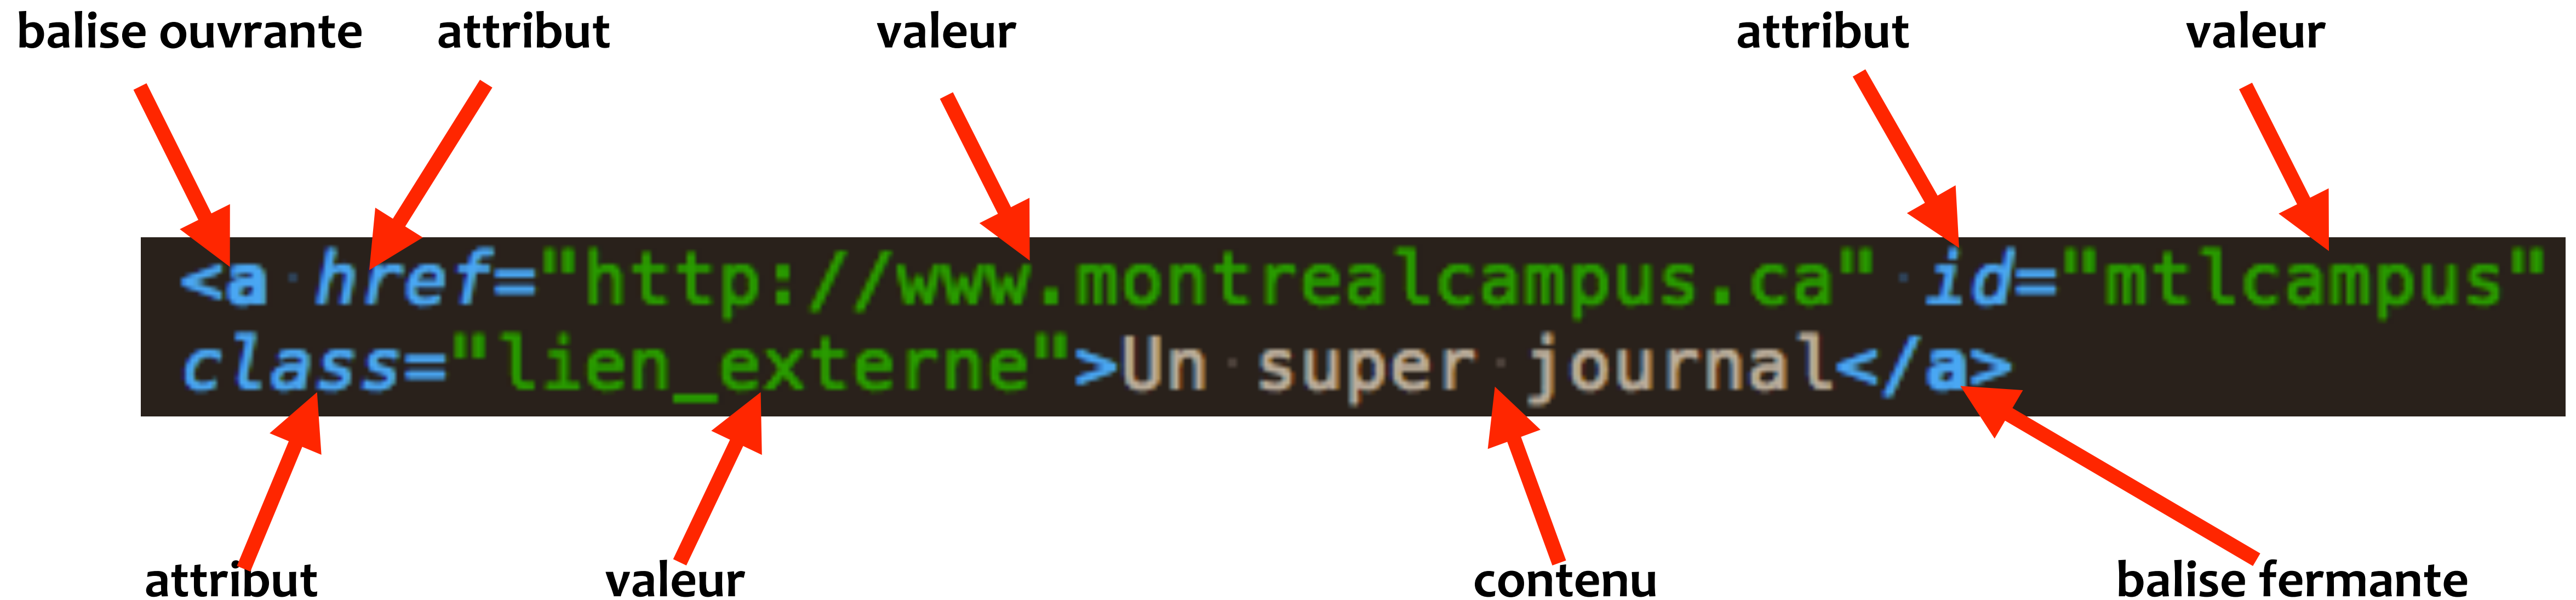 balise ouvrante attribut valeur attribut valeur
<a href="http://www.montrealcampus.ca" id="mtlcampus"
class="lien_externe">Un super journal</a>
attribut valeur contenu balise fermante